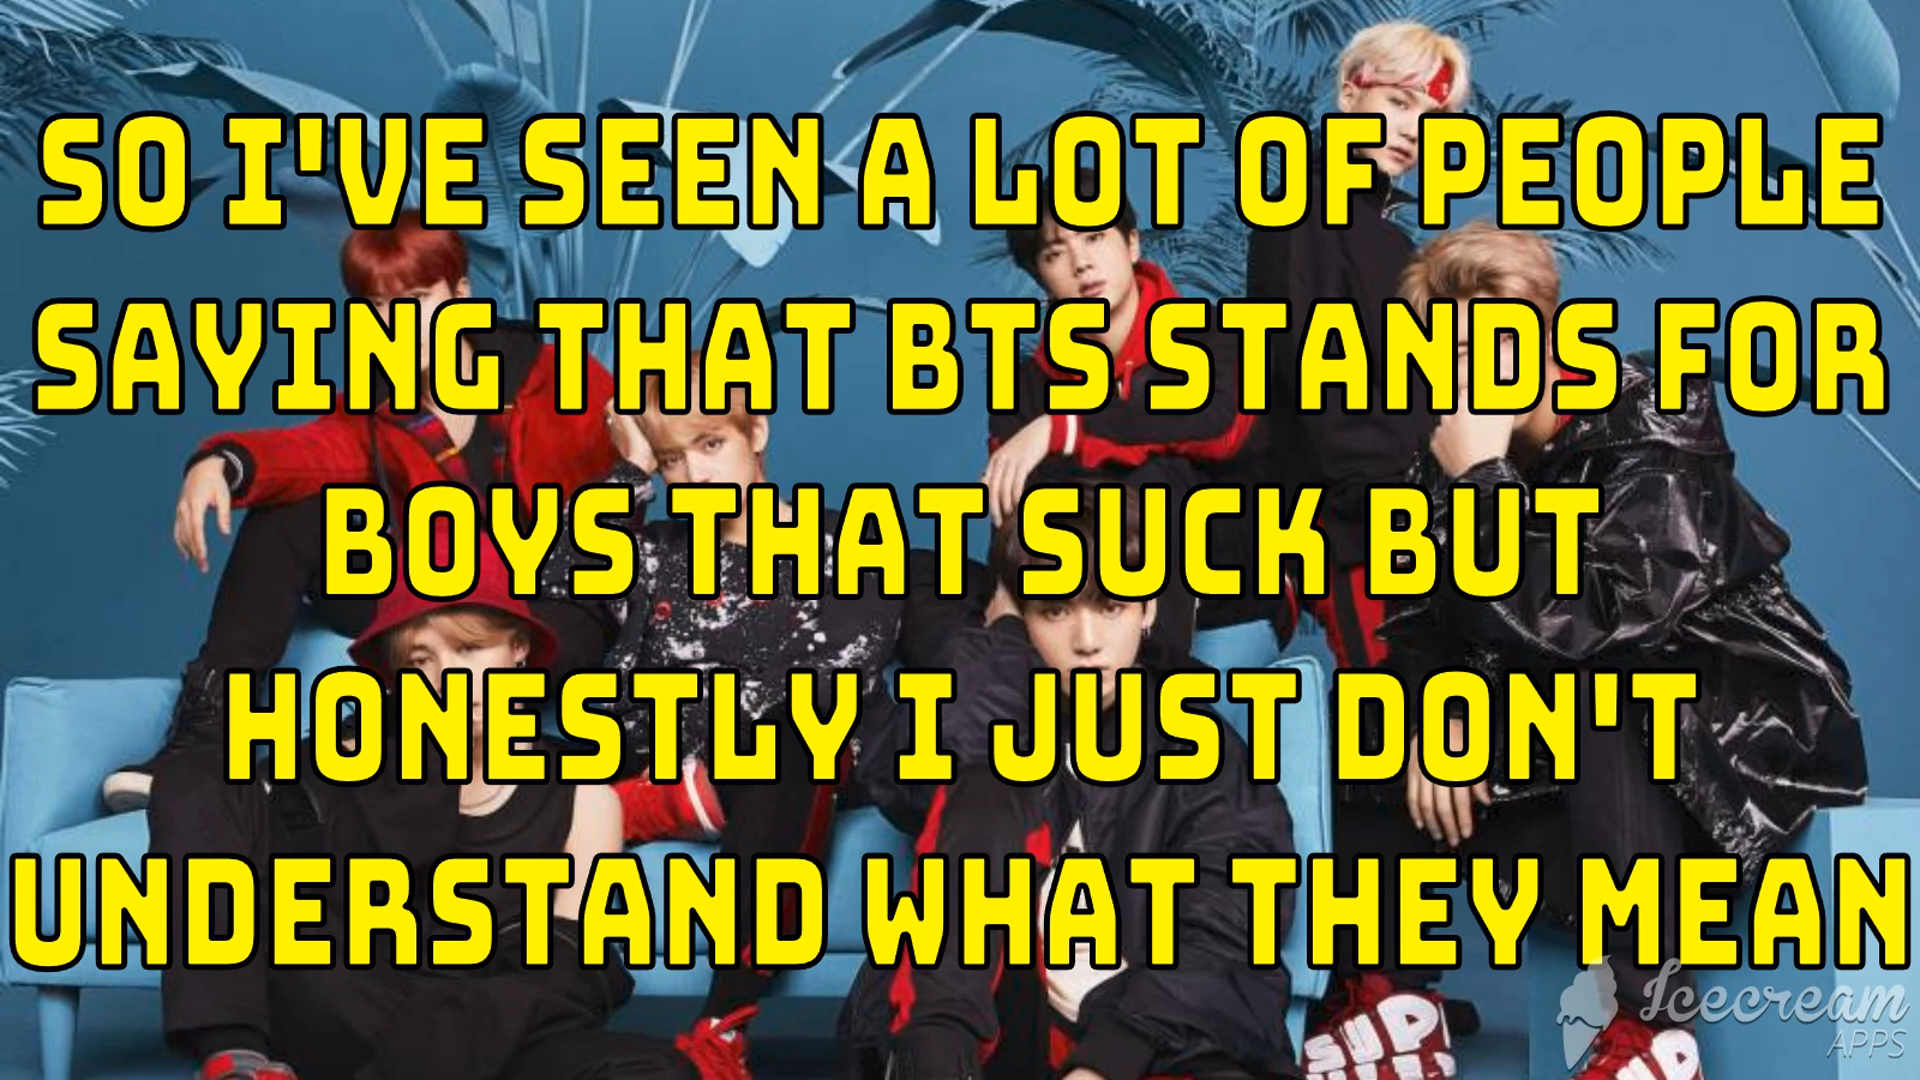 SO I'VE SEEN A LOT OF PEOPLE
SAYING THAT BTS STANDS FOR
BOYS THAT SUCK BUT
HONESTLY I JUST DON'T
UNDERSTAND WHAT THEY MEAN
Icecream
APPS